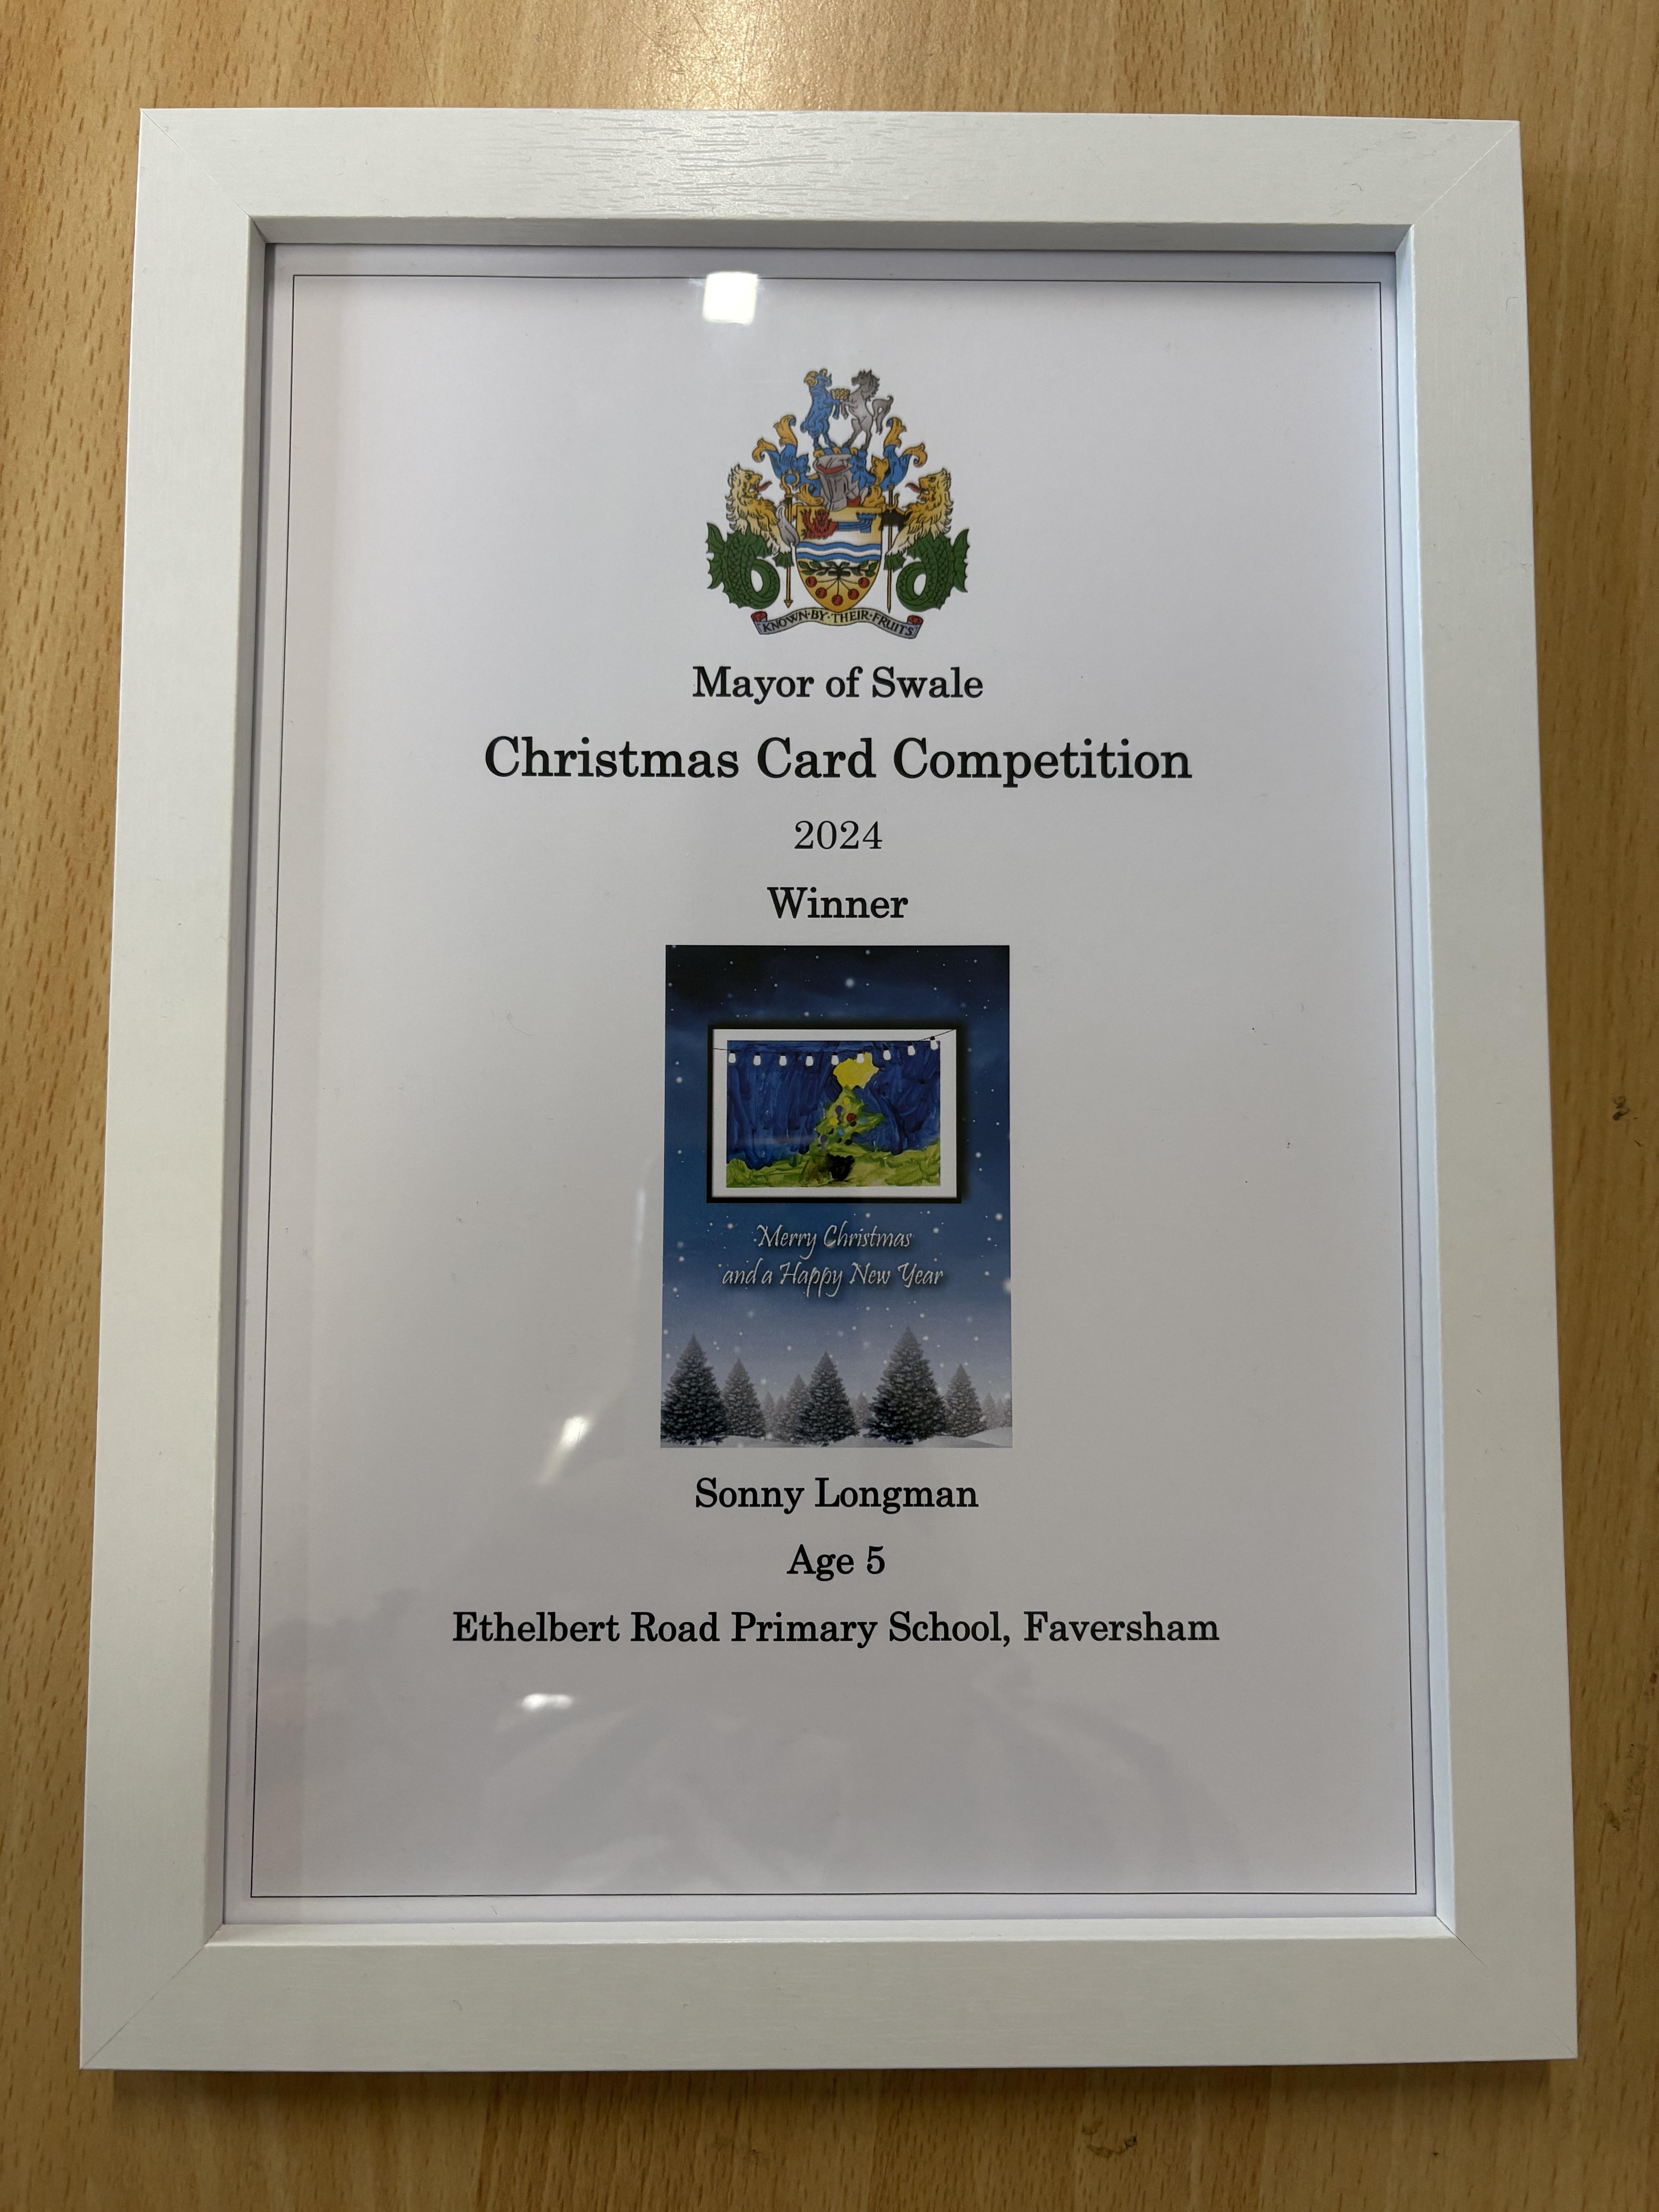 KNOWN·BY·THEIR·FRUITS
Mayor of Swale
Christmas Card Competition
2024
Winner
Merry Christmas
and a Happy New Year
Sonny Longman
Age 5
Ethelbert Road Primary School, Faversham